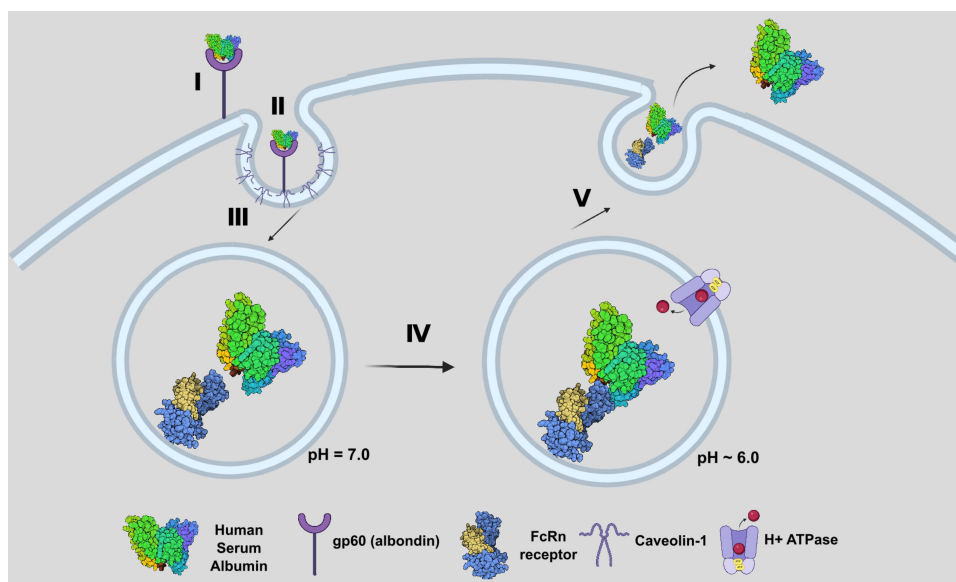 I
II
III
IV
V
pH = 7.0
pH ~ 6.0
Human
Serum
Albumin
gp60 (albondin)
FcRn
receptor
Caveolin-1
H+ ATPase